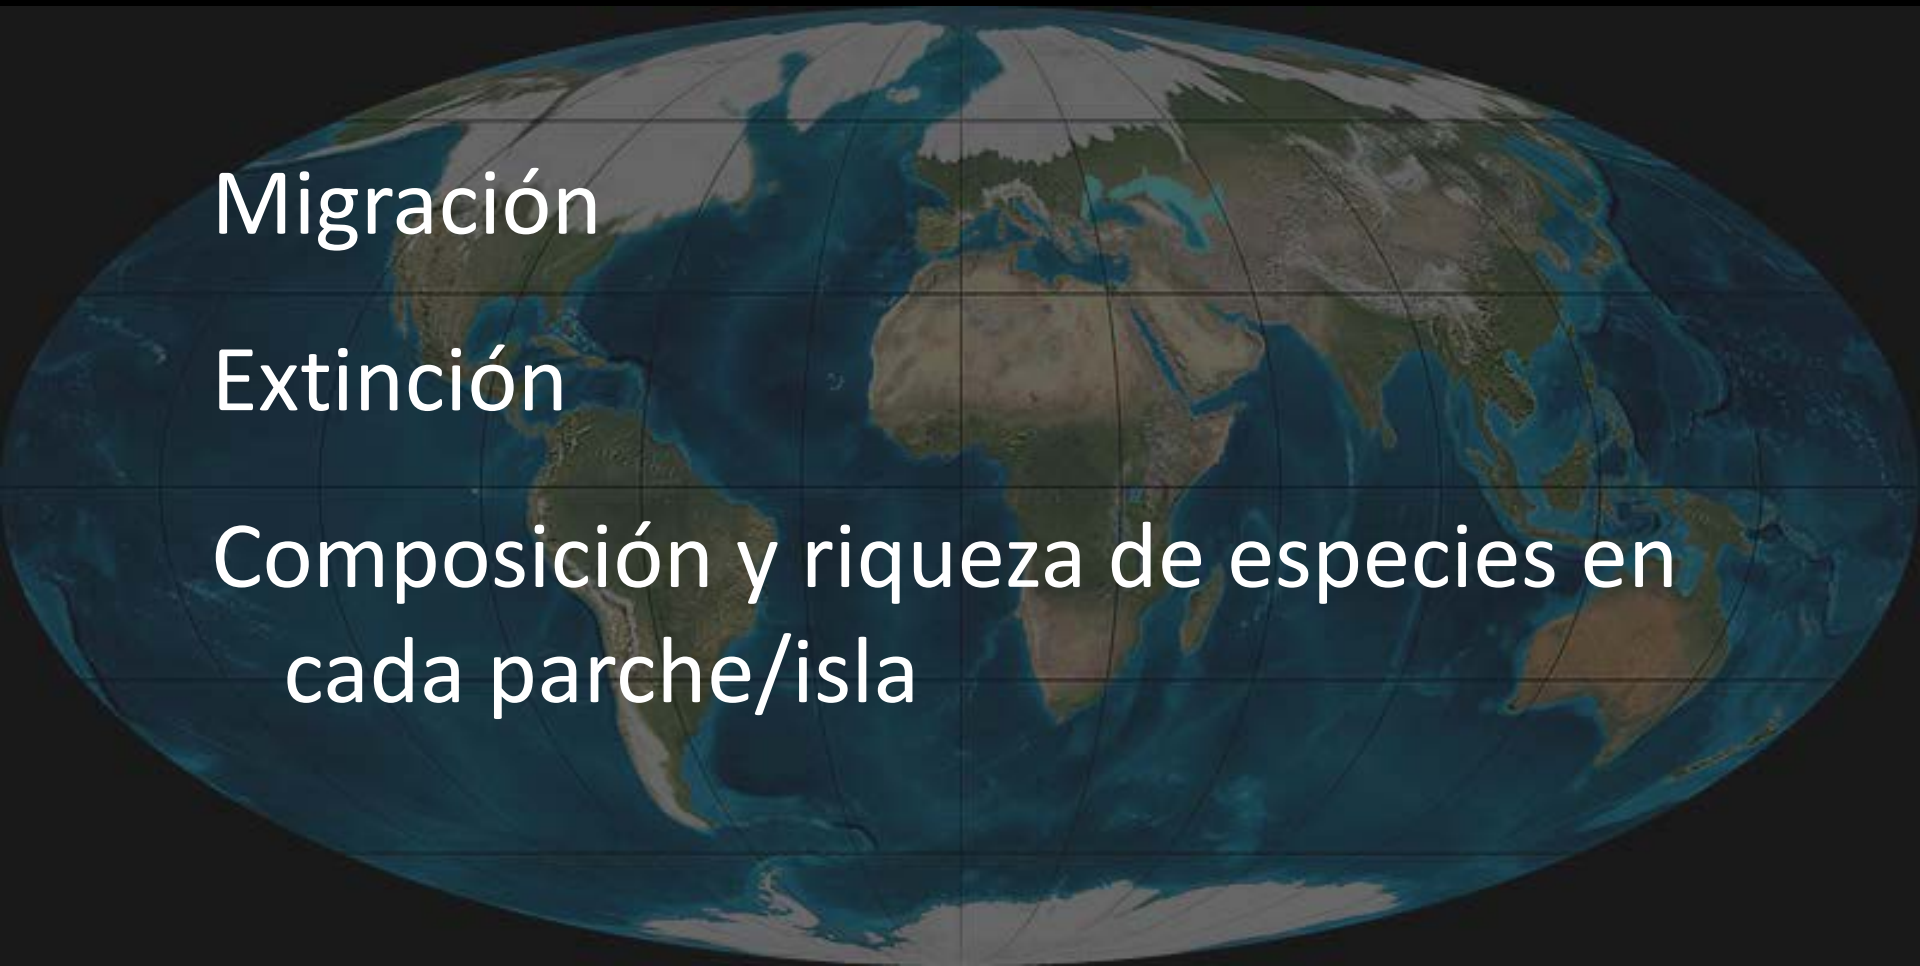 Migración
Extinción
Composición y riqueza de especies en
cada parche/isla